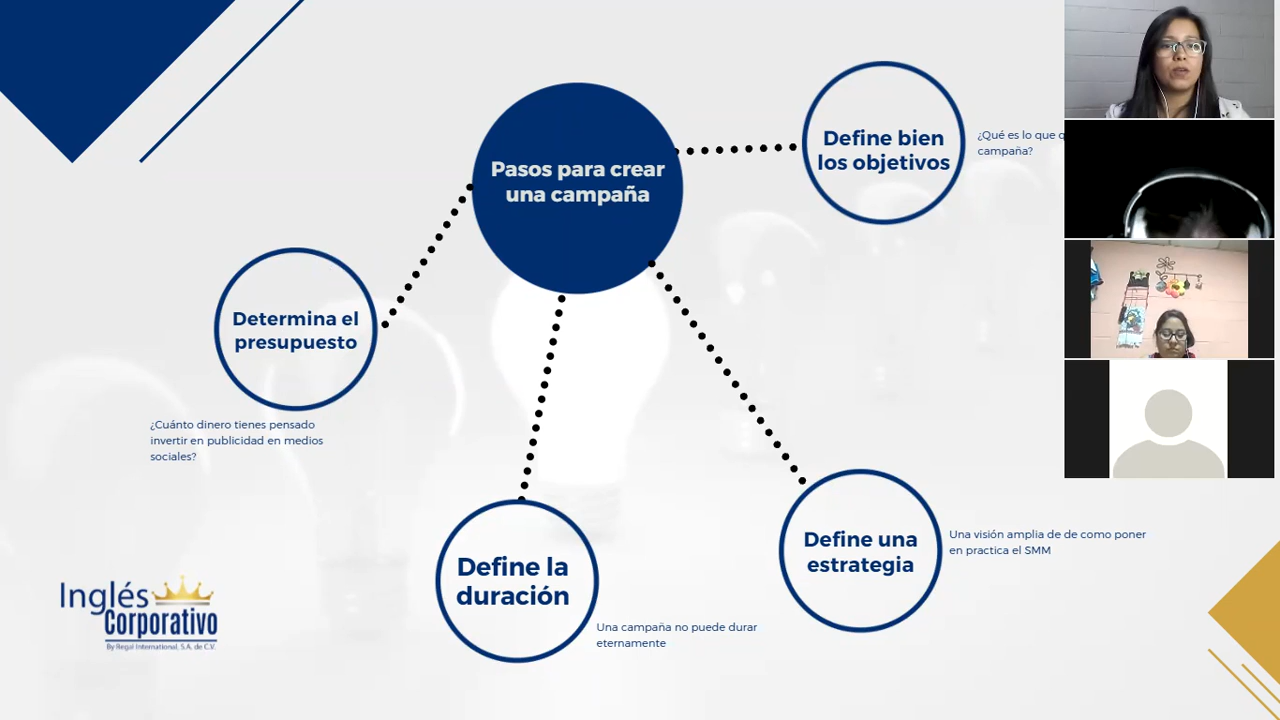 Pasos para crear
una campaña
Define bien
los objetivos
¿Qué es lo que
campaña?
Determina el
presupuesto
¿Cuánto dinero tienes pensado
invertir en publicidad en medios
sociales?
Define la
duración
Una campaña no puede durar
eternamente
Define una
estrategia
Una visión amplia de de como poner
en practica el SMM
Inglés
Corporativo
By Regal International, S.A. de C.V.